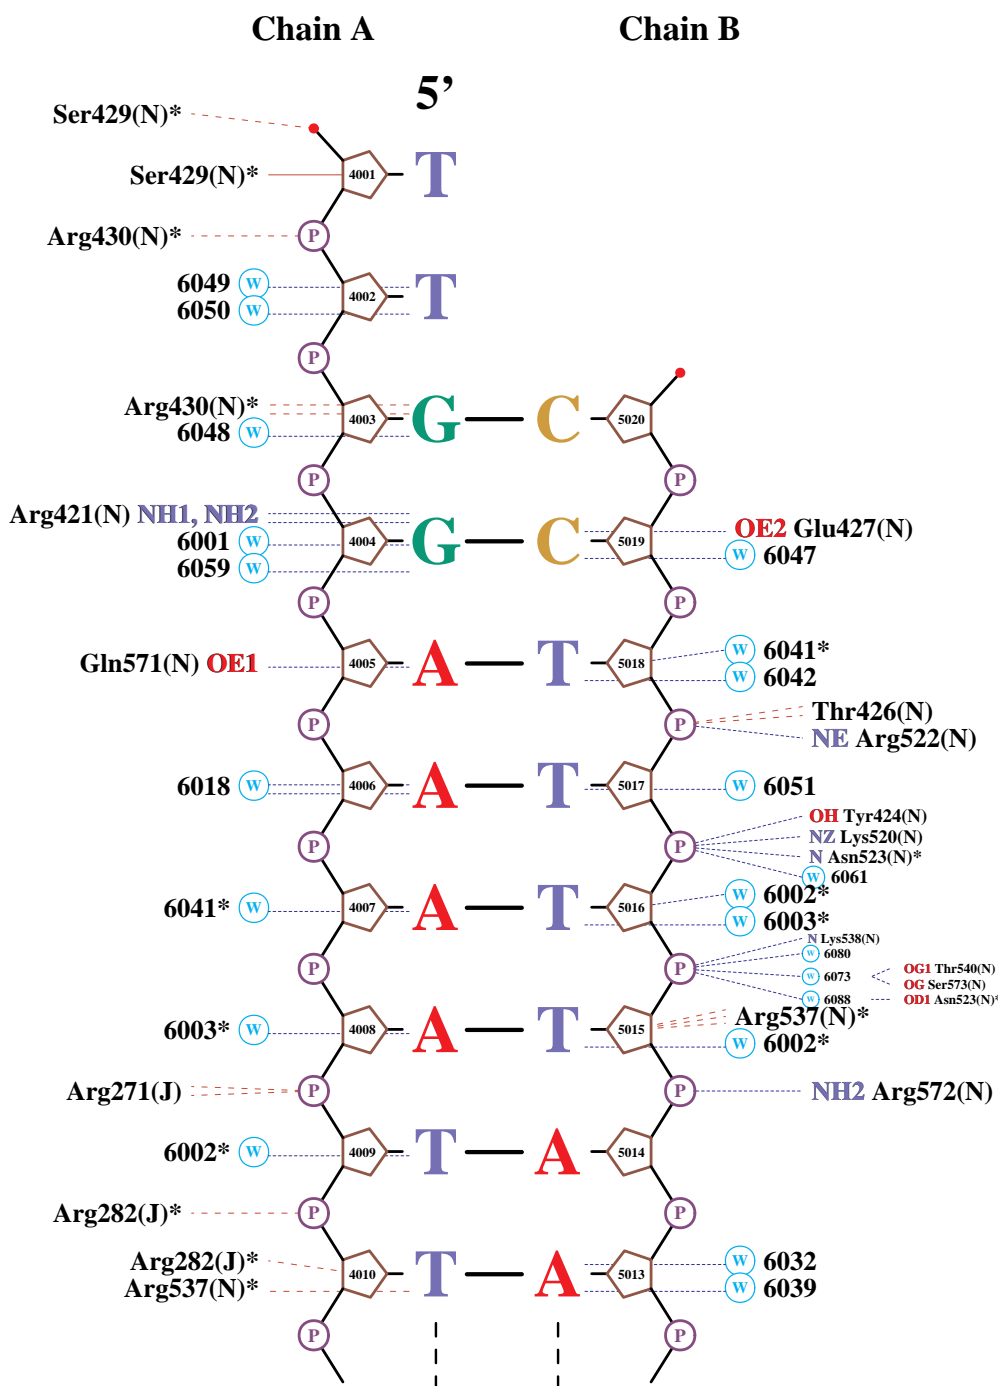 Chain A Chain B
5’
Ser429(N)*
Ser429(N)* 4001 T
Arg430(N)* P
6049 W
4002 T
6050 W
P
Arg430(N)* 4003 G C 5020
6048 W
P P
Arg421(N) NH1, NH2
OE2 Glu427(N)
6001 W 4004 G C 5019
W 6047
6059 W
P P
W 6041*
Gln571(N) OE1 4005 A T 5018
W 6042
Thr426(N)
P P
NE Arg522(N)
6018 W 4006 A T 5017 W 6051
OH Tyr424(N)
NZ Lys520(N)
P P
N Asn523(N)*
W 6061
W 6002*
6041* W 4007 A T 5016
W 6003*
N Lys538(N)
W 6080
P P
W 6073 OG1 Thr540(N)
OG Ser573(N)
W 6088 OD1 Asn523(N)*
Arg537(N)*
6003* W 4008 A T 5015
W 6002*
Arg271(J) P P NH2 Arg572(N)
6002* W 4009 T A 5014
Arg282(J)* P P
Arg282(J)* W 6032
4010 T A 5013
Arg537(N)* W 6039
P P